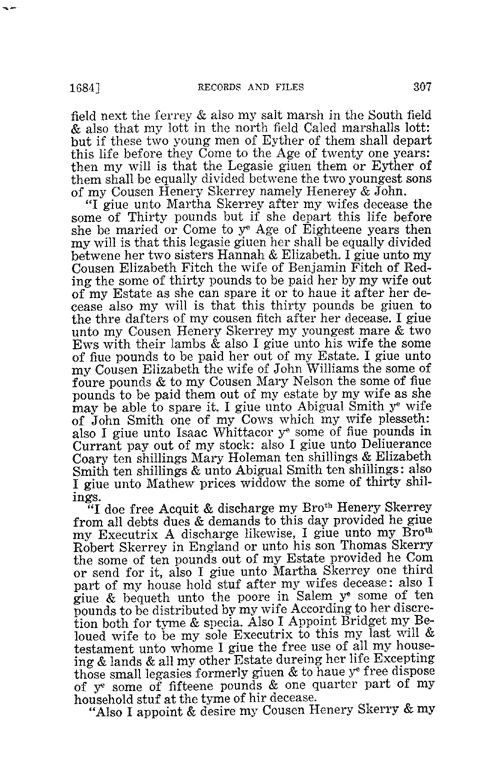 1684] RECORDS AND FILES 307
field next the ferrey & also my salt marsh in the South field
& also that my lott in the north field Caled marshalls lott:
but if these two young men of Eyther of them shall depart
this life before they Come to the Age of twenty one years:
then my will is that the Legasie giuen them or Eyther of
them shall be equally divided betwene the two youngest sons
of my Cousen Henery Skerrey namely Henerey & John.
"I giue unto Martha Skerrey after my wifes decease the
some of Thirty pounds but if she depart this life before
she be maried or Come to yᵉ Age of Eighteene years then
my will is that this legasie giuen her shall be equally divided
betwene her two sisters Hannah & Elizabeth. I giue unto my
Cousen Elizabeth Fitch the wife of Benjamin Fitch of Red-
ing the some of thirty pounds to be paid her by my wife out
of my Estate as she can spare it or to haue it after her de-
cease also my will is that this thirty pounds be giuen to
the thre dafters of my cousen fitch after her decease. I giue
unto my Cousen Henery Skerrey my youngest mare & two
Ews with their lambs & also I giue unto his wife the some
of fiue pounds to be paid her out of my Estate. I giue unto
my Cousen Elizabeth the wife of John Williams the some of
foure pounds & to my Cousen Mary Nelson the some of fiue
pounds to be paid them out of my estate by my wife as she
may be able to spare it. I giue unto Abigual Smith yᵉ wife
of John Smith one of my Cows which my wife plesseth:
also I giue unto Isaac Whittacor yᵉ some of fiue pounds in
Currant pay out of my stock: also I giue unto Deliuerance
Coary ten shillings Mary Holeman ten shillings & Elizabeth
Smith ten shillings & unto Abigual Smith ten shillings: also
I giue unto Mathew prices widdow the some of thirty shil-
ings.
"I doe free Acquit & discharge my Broᵗʰ Henery Skerrey
from all debts dues & demands to this day provided he giue
my Executrix A discharge likewise, I giue unto my Broᵗʰ
Robert Skerrey in England or unto his son Thomas Skerry
the some of ten pounds out of my Estate provided he Com
or send for it, also I giue unto Martha Skerrey one third
part of my house hold stuf after my wifes decease: also I
giue & bequeth unto the poore in Salem yᵉ some of ten
pounds to be distributed by my wife According to her discre-
tion both for tyme & specia. Also I Appoint Bridget my Be-
loued wife to be my sole Executrix to this my last will &
testament unto whome I giue the free use of all my house-
ing & lands & all my other Estate dureing her life Excepting
those small legasies formerly giuen & to haue yᵉ free dispose
of yᵉ some of fifteene pounds & one quarter part of my
household stuf at the tyme of hir decease.
"Also I appoint & desire my Cousen Henery Skerry & my